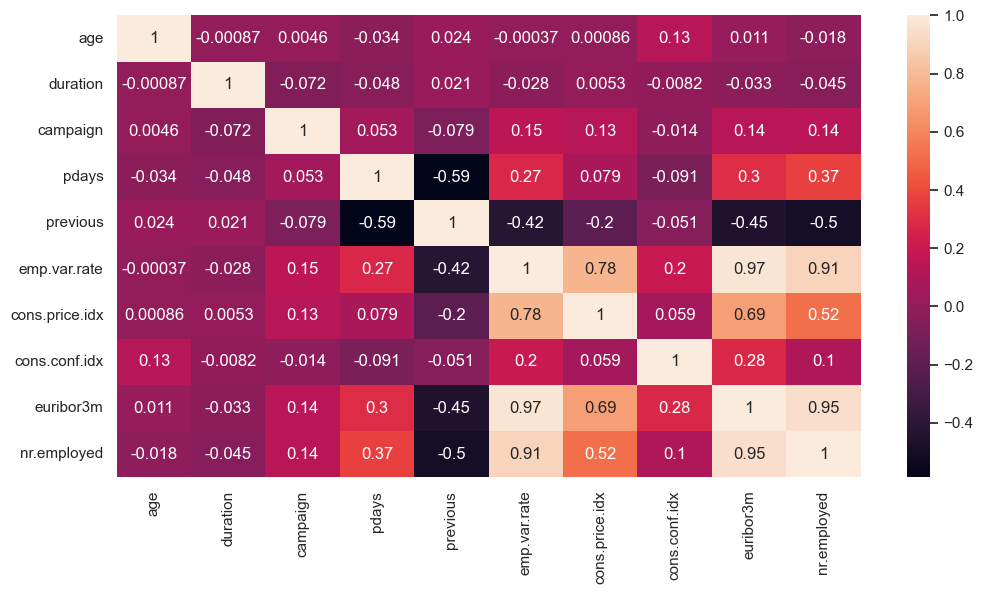 age 1 -0.00087 0.0046 -0.034 0.024 -0.00037 0.00086 0.13 0.011 -0.018
duration -0.00087 1 -0.072 -0.048 0.021 -0.028 0.0053 -0.0082 -0.033 -0.045
campaign 0.0046 -0.072 1 0.053 -0.079 0.15 0.13 -0.014 0.14 0.14
pdays -0.034 -0.048 0.053 1 -0.59 0.27 0.079 -0.091 0.3 0.37
previous 0.024 0.021 -0.079 -0.59 1 -0.42 -0.2 -0.051 -0.45 -0.5
emp.var.rate -0.00037 -0.028 0.15 0.27 -0.42 1 0.78 0.2 0.97 0.91
cons.price.idx 0.00086 0.0053 0.13 0.079 -0.2 0.78 1 0.059 0.69 0.52
cons.conf.idx 0.13 -0.0082 -0.014 -0.091 -0.051 0.2 0.059 1 0.28 0.1
euribor3m 0.011 -0.033 0.14 0.3 -0.45 0.97 0.69 0.28 1 0.95
nr.employed -0.018 -0.045 0.14 0.37 -0.5 0.91 0.52 0.1 0.95 1
age duration campaign pdays previous emp.var.rate cons.price.idx cons.conf.idx euribor3m nr.employed
1.0
0.8
0.6
0.4
0.2
0.0
-0.2
-0.4